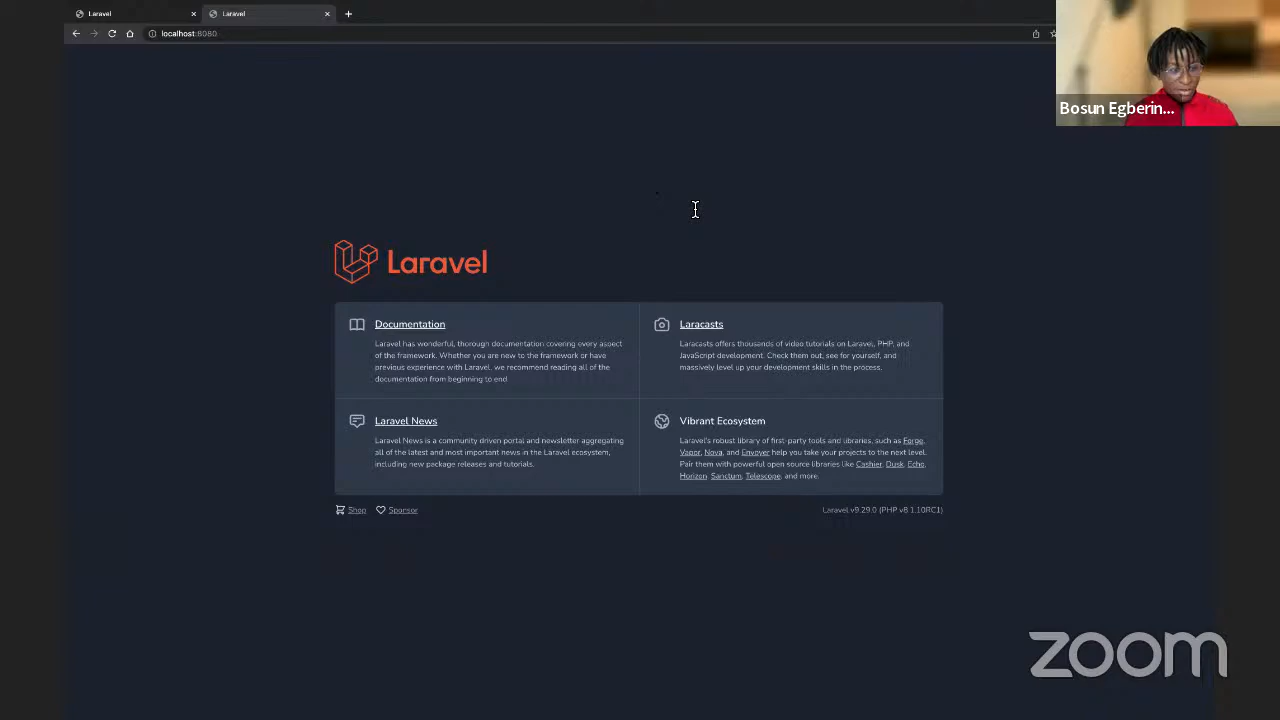 Laravel
Laravel
localhost:8080
Bosun Egberin...
Laravel
Documentation
Laravel has wonderful, thorough documentation covering every aspect
of the framework. Whether you are new to the framework or have
previous experience with Laravel, we recommend reading all of the
documentation from beginning to end
Laracasts
Laracasts offers thousands of video tutorials on Laravel, PHP, and
JavaScript development. Check them out, see for yourself, and
massively level up your development skills in the process.
Laravel News
Laravel News is a community driven portal and newsletter aggregating
all of the latest and most important news in the Laravel ecosystem,
including new package releases and tutorials.
Vibrant Ecosystem
Laravel's robust library of first-party tools and libraries, such as Forge,
Vapor, Nova, and Envoyer help you take your projects to the next level.
Pair them with powerful open source libraries like Cashier, Dusk, Echo,
Horizon, Sanctum, Telescope, and more.
Shop
Sponsor
Laravel v9.29.0 (PHP v8.1.10RC1)
zoom